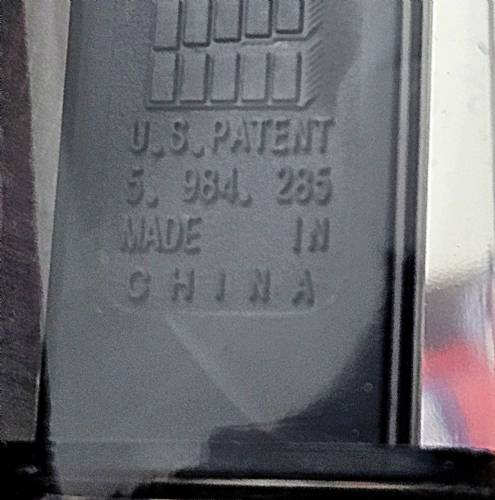 U.S.PATENT
5. 984. 285
MADE IN
CHINA